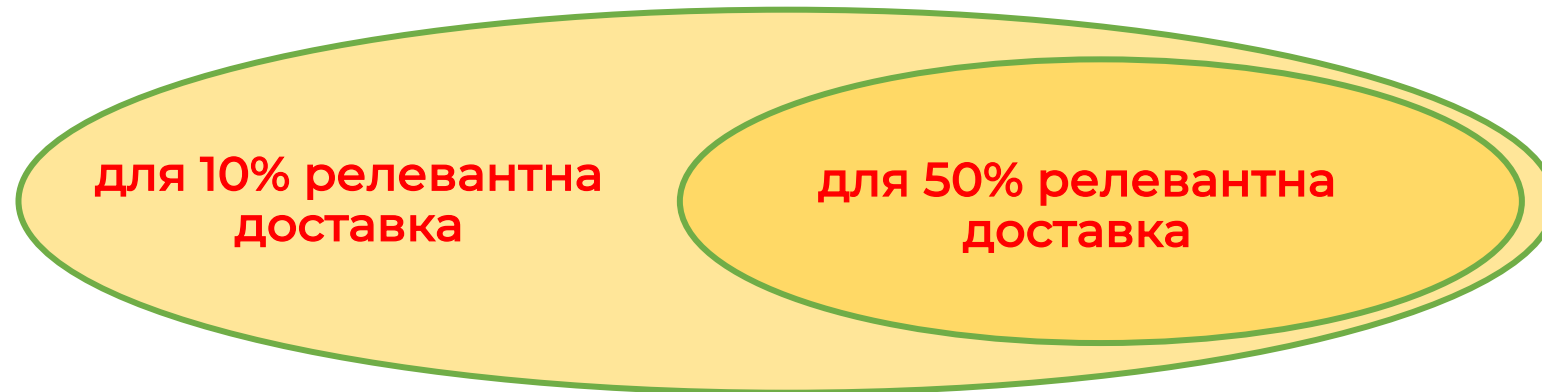 для 10% релевантна
доставка
для 50% релевантна
доставка